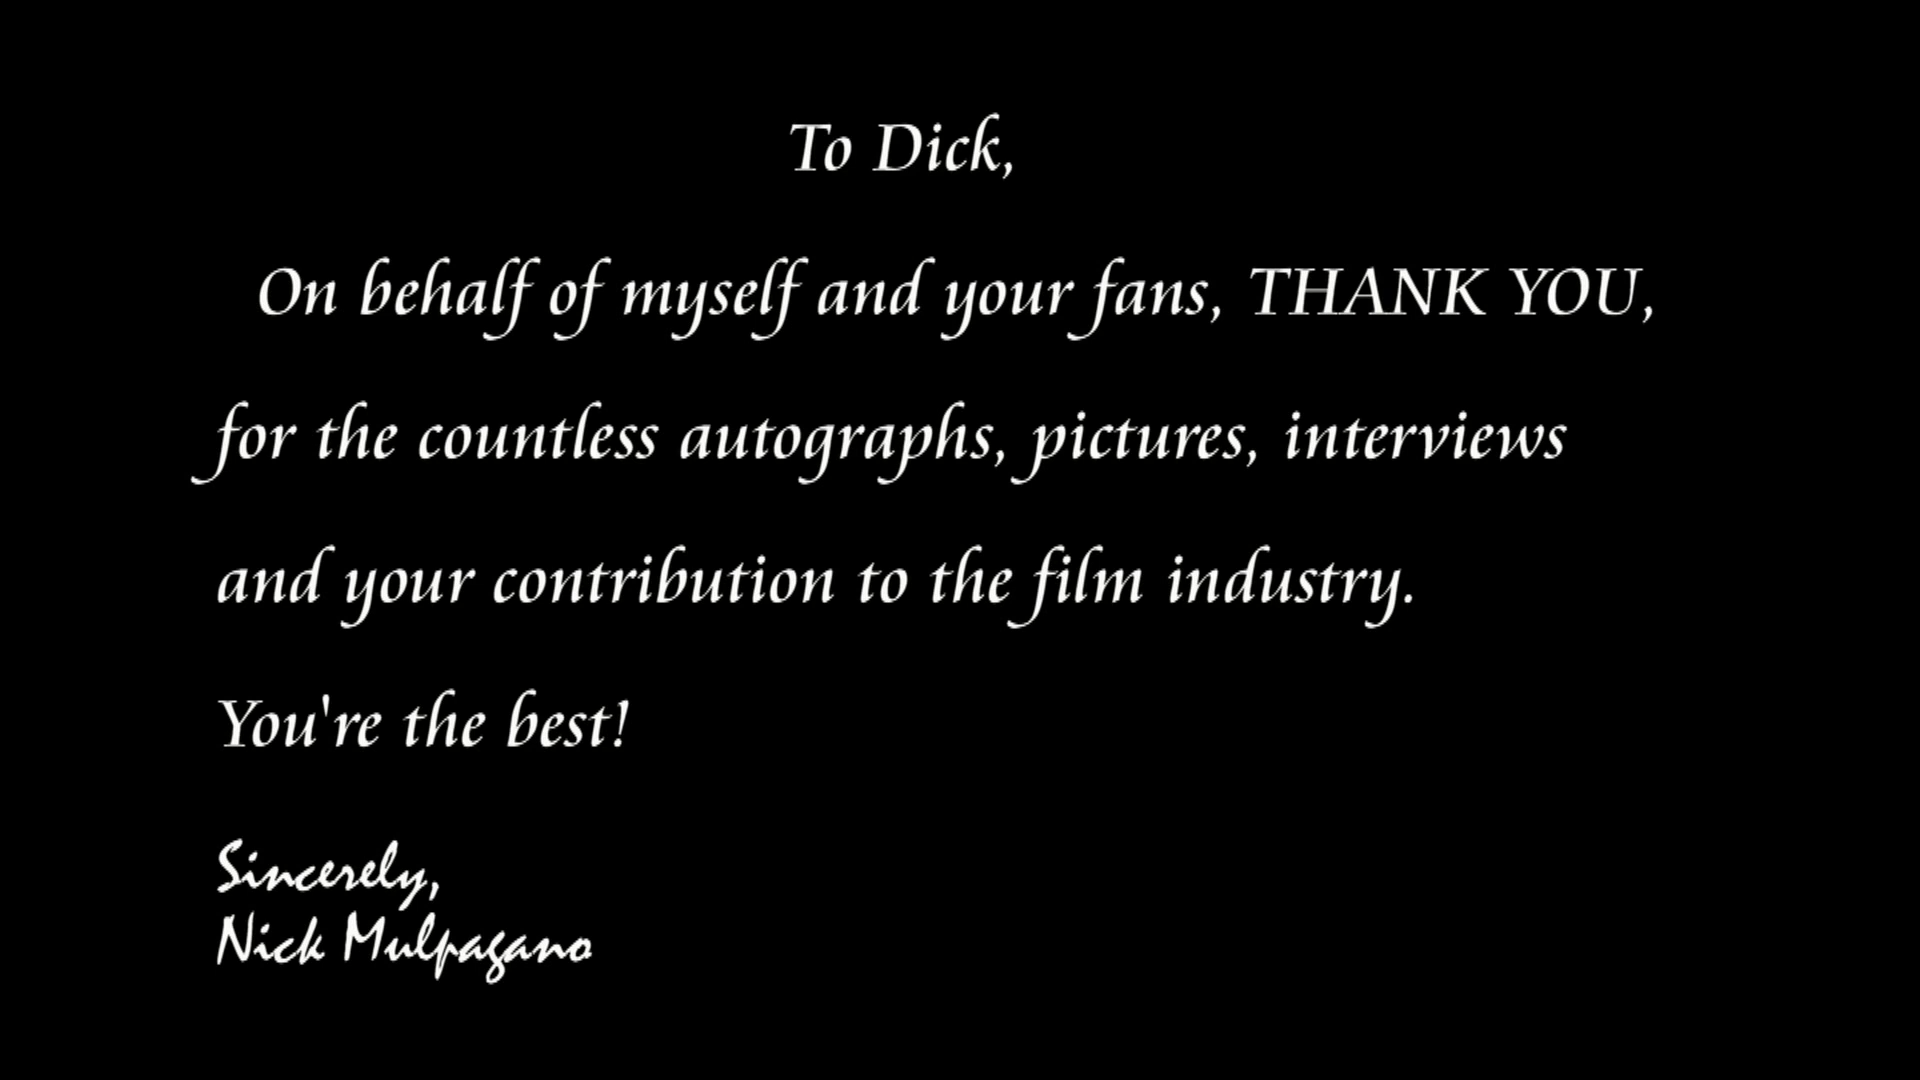 To Dick,
On behalf of myself and your fans, THANK YOU,
for the countless autographs, pictures, interviews
and your contribution to the film industry.
You're the best!
Sincerely,
Nick Mulpagano